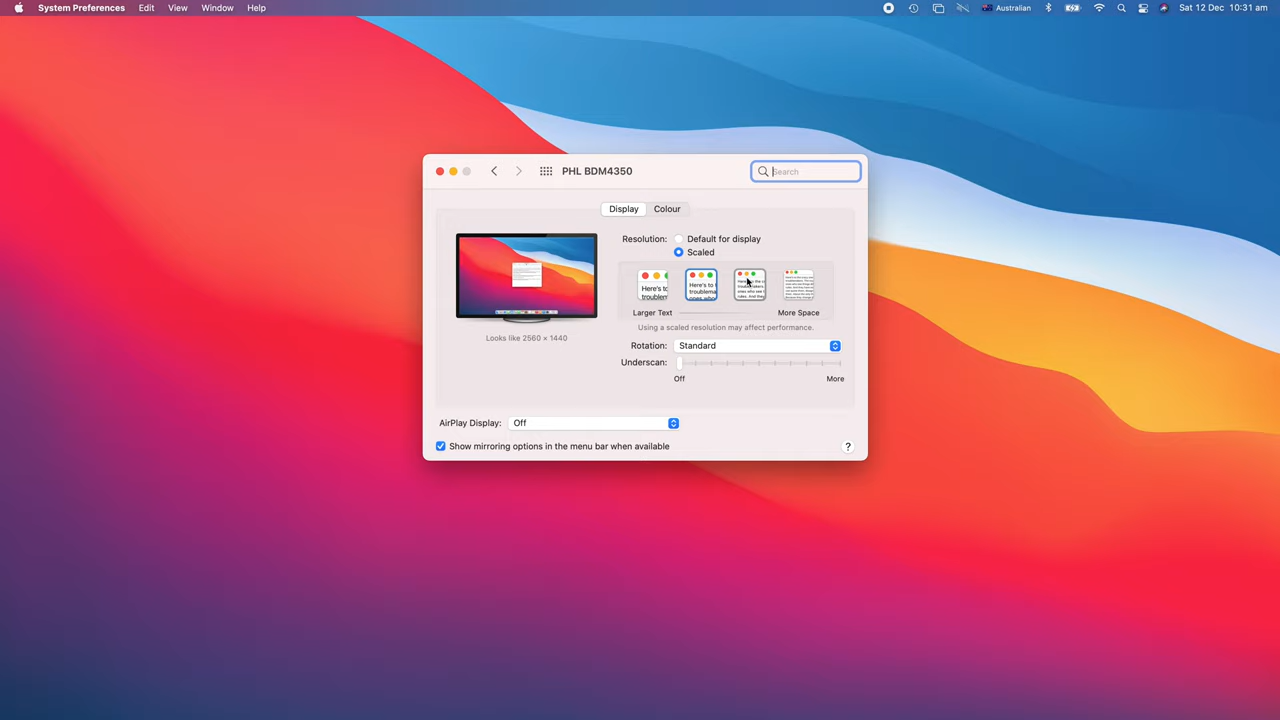 System Preferences Edit View Window Help Australian Sat 12 Dec 10:31 am
PHL BDM4350 Search
Display Colour
Resolution: Default for display
Scaled
Larger Text More Space
Using a scaled resolution may affect performance.
Looks like 2560 × 1440
Rotation: Standard
Underscan:
Off More
AirPlay Display: Off
Show mirroring options in the menu bar when available ?